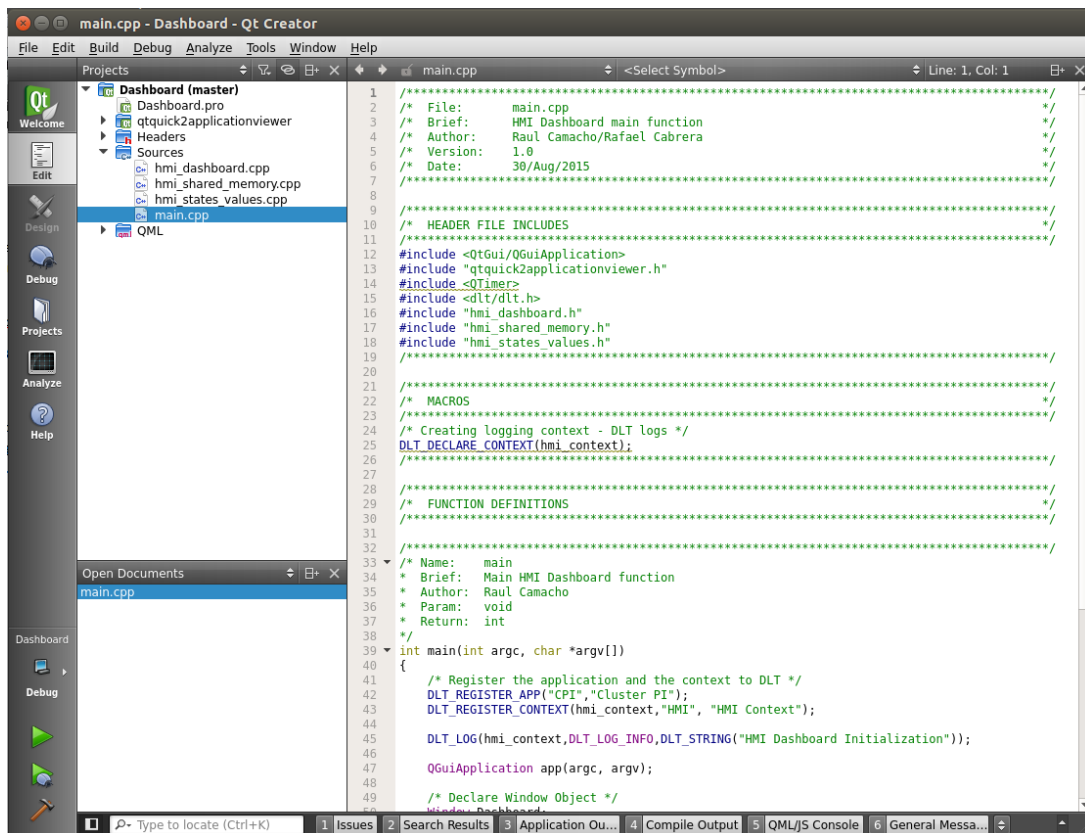 main.cpp - Dashboard - Qt Creator
File Edit Build Debug Analyze Tools Window Help
Projects
main.cpp
<Select Symbol>
Line: 1, Col: 1
Qt
Welcome
Edit
Design
Debug
Projects
Analyze
Help
Dashboard
Debug
Dashboard (master)
Dashboard.pro
qtquick2applicationviewer
Headers
Sources
hmi_dashboard.cpp
hmi_shared_memory.cpp
hmi_states_values.cpp
main.cpp
QML
Open Documents
main.cpp
1 /*******************************************************************************************/
2 /* File: main.cpp */
3 /* Brief: HMI Dashboard main function */
4 /* Author: Raul Camacho/Rafael Cabrera */
5 /* Version: 1.0 */
6 /* Date: 30/Aug/2015 */
7 /*******************************************************************************************/
8
9 /*******************************************************************************************/
10 /* HEADER FILE INCLUDES */
11 /*******************************************************************************************/
12 #include <QtGui/QGuiApplication>
13 #include "qtquick2applicationviewer.h"
14 #include <QTimer>
15 #include <dlt/dlt.h>
16 #include "hmi_dashboard.h"
17 #include "hmi_shared_memory.h"
18 #include "hmi_states_values.h"
19 /*******************************************************************************************/
20
21 /*******************************************************************************************/
22 /* MACROS */
23 /*******************************************************************************************/
24 /* Creating logging context - DLT logs */
25 DLT_DECLARE_CONTEXT(hmi_context);
26 /*******************************************************************************************/
27
28 /*******************************************************************************************/
29 /* FUNCTION DEFINITIONS */
30 /*******************************************************************************************/
31
32 /*******************************************************************************************/
33 /* Name: main
34 * Brief: Main HMI Dashboard function
35 * Author: Raul Camacho
36 * Param: void
37 * Return: int
38 */
39 int main(int argc, char *argv[])
40 {
41 /* Register the application and the context to DLT */
42 DLT_REGISTER_APP("CPI","Cluster PI");
43 DLT_REGISTER_CONTEXT(hmi_context,"HMI", "HMI Context");
44
45 DLT_LOG(hmi_context,DLT_LOG_INFO,DLT_STRING("HMI Dashboard Initialization"));
46
47 QGuiApplication app(argc, argv);
48
49 /* Declare Window Object */
50 Window Dashboard;
Type to locate (Ctrl+K)
1 Issues
2 Search Results
3 Application Ou...
4 Compile Output
5 QML/JS Console
6 General Messa...